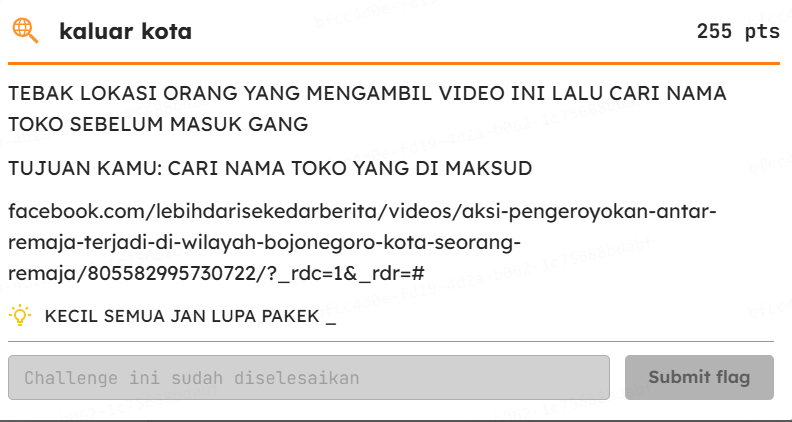 kaluar kota
255 pts
TEBAK LOKASI ORANG YANG MENGAMBIL VIDEO INI LALU CARI NAMA
TOKO SEBELUM MASUK GANG
TUJUAN KAMU: CARI NAMA TOKO YANG DI MAKSUD
facebook.com/lebihdarisekedarberita/videos/aksi-pengeroyokan-antar-
remaja-terjadi-di-wilayah-bojonegoro-kota-seorang-
remaja/805582995730722/?_rdc=1&_rdr=#
KECIL SEMUA JAN LUPA PAKEK _
Challenge ini sudah diselesaikan
Submit flag